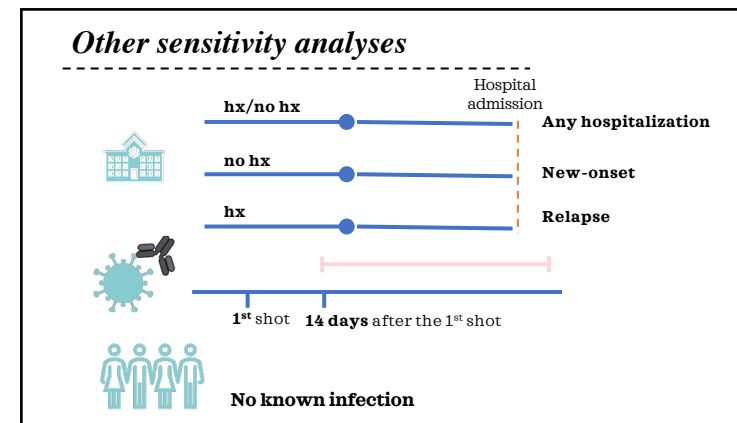 Other sensitivity analyses
Hospital
admission
hx/no hx
Any hospitalization
no hx
New-onset
hx
Relapse
1st shot 14 days after the 1st shot
No known infection